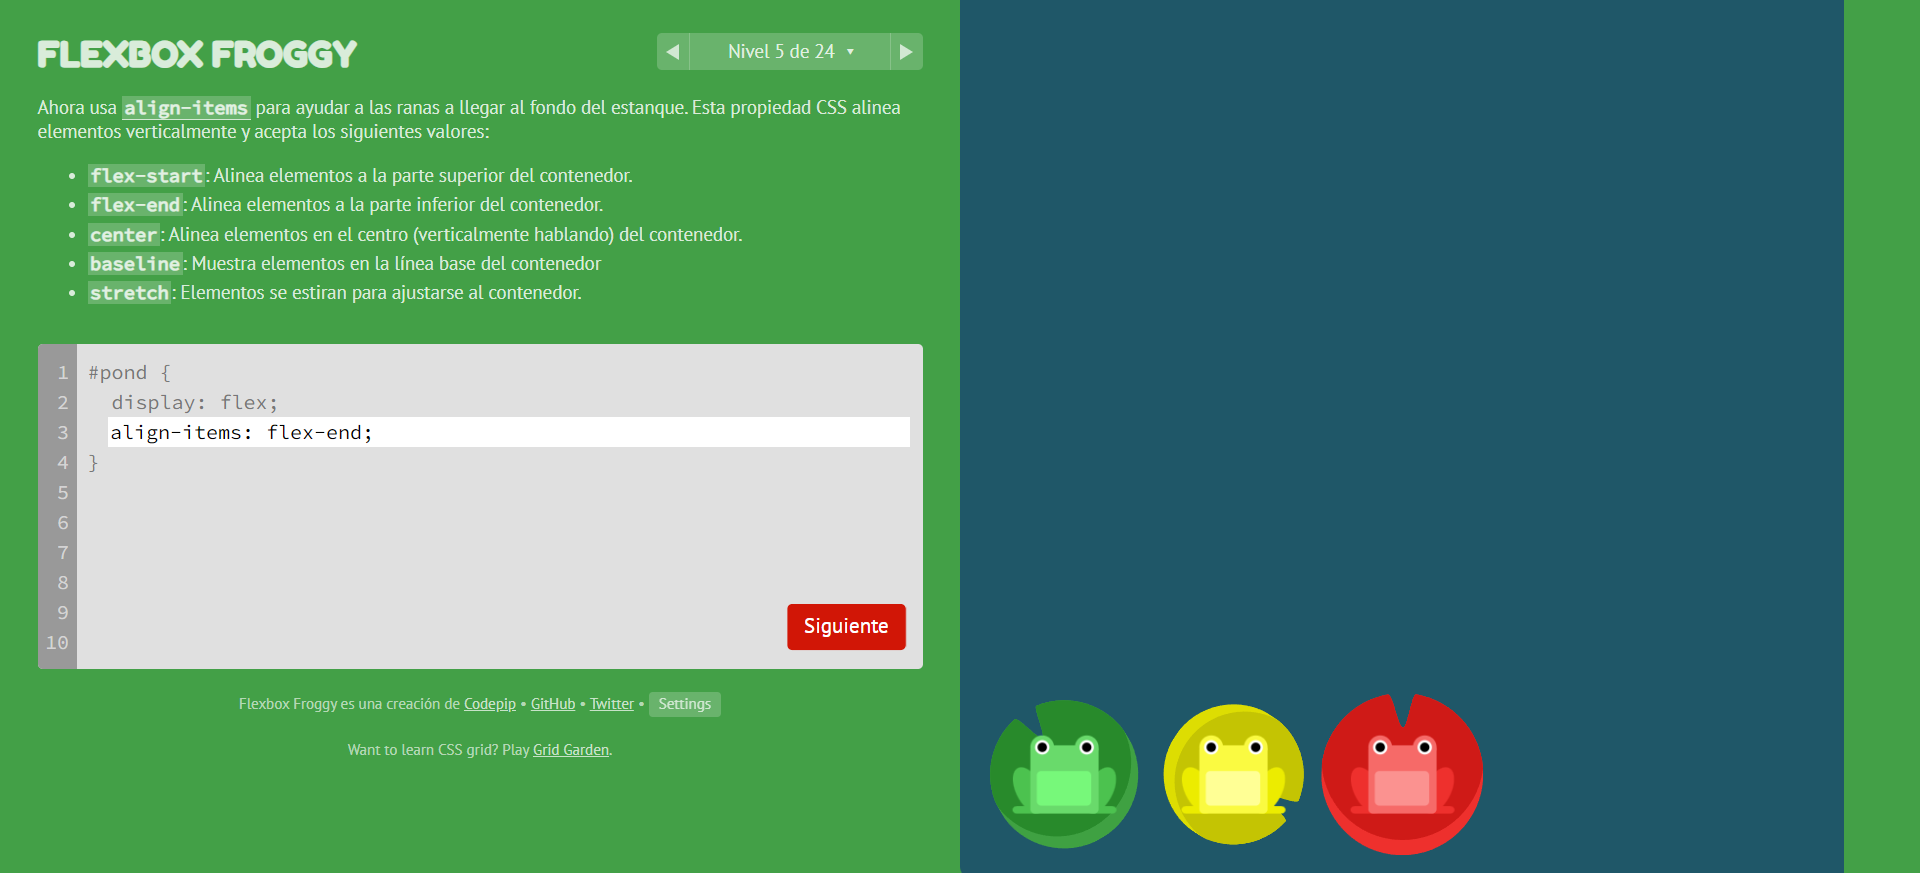 FLEXBOX FROGGY
Nivel 5 de 24 ▼
Ahora usa align-items para ayudar a las ranas a llegar al fondo del estanque. Esta propiedad CSS alinea
elementos verticalmente y acepta los siguientes valores:
• flex-start: Alinea elementos a la parte superior del contenedor.
• flex-end: Alinea elementos a la parte inferior del contenedor.
• center: Alinea elementos en el centro (verticalmente hablando) del contenedor.
• baseline: Muestra elementos en la línea base del contenedor
• stretch: Elementos se estiran para ajustarse al contenedor.
1 #pond {
2 display: flex;
3 align-items: flex-end;
4 }
5
6
7
8
9
10
Siguiente
Flexbox Froggy es una creación de Codepip • GitHub • Twitter • Settings
Want to learn CSS grid? Play Grid Garden.